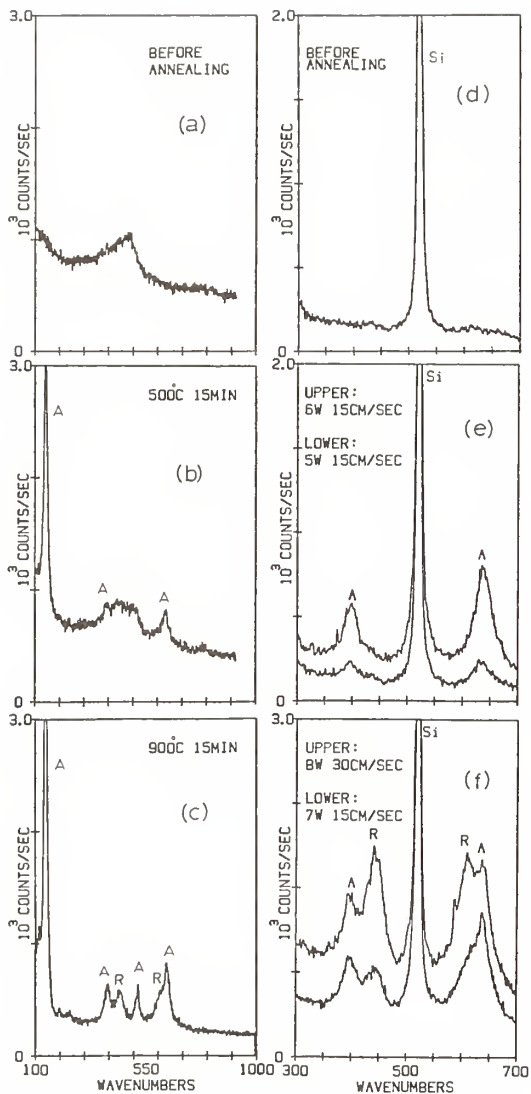 3.0
BEFORE
ANNEALING
(a)
10³ COUNTS/SEC
0
2.0
BEFORE
ANNEALING
Si
(d)
10³ COUNTS/SEC
0
3.0
A
500°C 15MIN
(b)
A
A
10³ COUNTS/SEC
0
2.0
Si
UPPER:
6W 15CM/SEC
LOWER:
5W 15CM/SEC
(e)
A
A
10³ COUNTS/SEC
0
3.0
A
900°C 15MIN
(c)
A
R
A
R
A
10³ COUNTS/SEC
0
100
550
1000
WAVENUMBERS
3.0
Si
UPPER:
8W 30CM/SEC
LOWER:
7W 15CM/SEC
(f)
A
R
R
A
10³ COUNTS/SEC
0
300
500
700
WAVENUMBERS